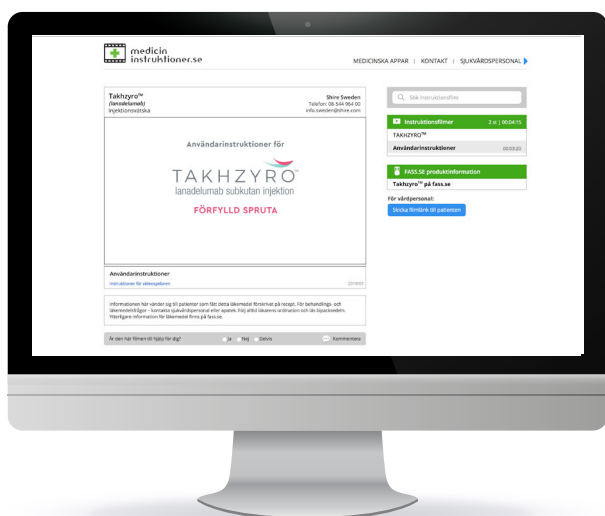 medicin
instruktioner.se
MEDICINSKA APPAR | KONTAKT | SJUKVÅRDSPERSONAL
Takhzyro™
(lanadelumab)
Injektionsvätska
Shire Sweden
Telefon: 08-544 964 00
info.sweden@shire.com
Användarinstruktioner för
TAKHZYRO™
lanadelumab subkutan injektion
FÖRFYLLD SPRUTA
Användarinstruktioner
Instruktioner för videospelaren
Informationen här vänder sig till patienter som fått detta läkemedel förskrivet på recept. För behandlings- och
läkemedelsfrågor – kontakta sjukvårdspersonal eller apotek. Följ alltid läkarens ordination och läs bipacksedeln.
Ytterligare information för läkemedel finns på fass.se.
Är den här filmen till hjälp för dig? Ja Nej Delvis Kommentera
Sök instruktionsfilm
Instruktionsfilmer 2 st | 00:04:15
TAKHZYRO™
Användarinstruktioner 00:03:20
FASS.SE produktinformation
Takhzyro™ på fass.se
För vårdpersonal:
Skicka filmlänk till patienten